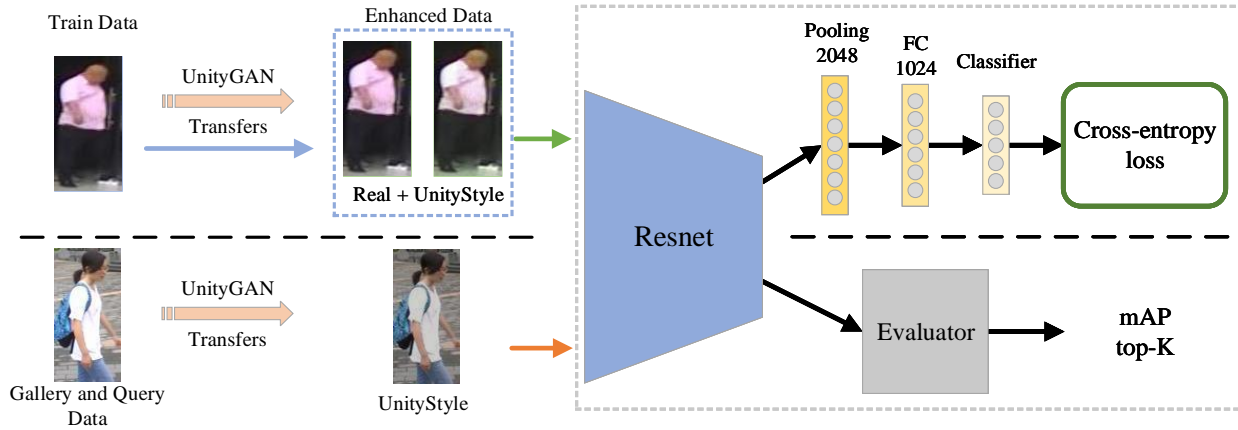 Train Data
UnityGAN
Transfers
Enhanced Data
Real + UnityStyle
Pooling
2048
FC
1024
Classifier
Cross-entropy
loss
Resnet
Gallery and Query
Data
UnityGAN
Transfers
UnityStyle
Evaluator
mAP
top-K